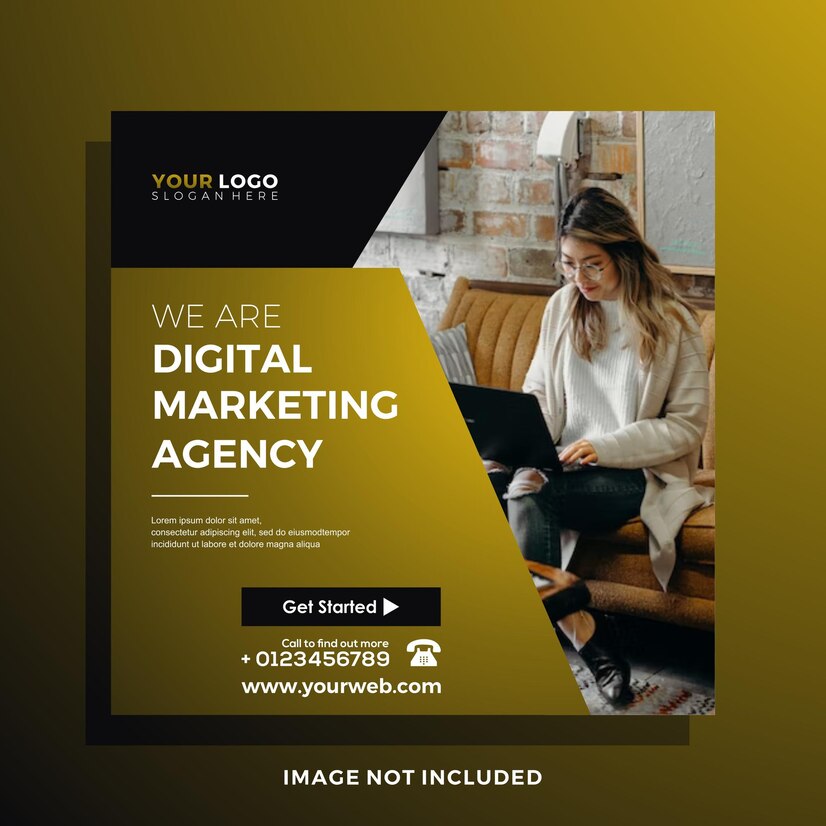 YOUR LOGO
SLOGAN HERE
WE ARE
DIGITAL
MARKETING
AGENCY
Lorem ipsum dolor sit amet,
consectetur adipiscing elit, sed do eiusmodtempor
incididunt ut labore et dolore magna aliqua
Get Started
Call to find out more
+ 0123456789
www.yourweb.com
IMAGE NOT INCLUDED